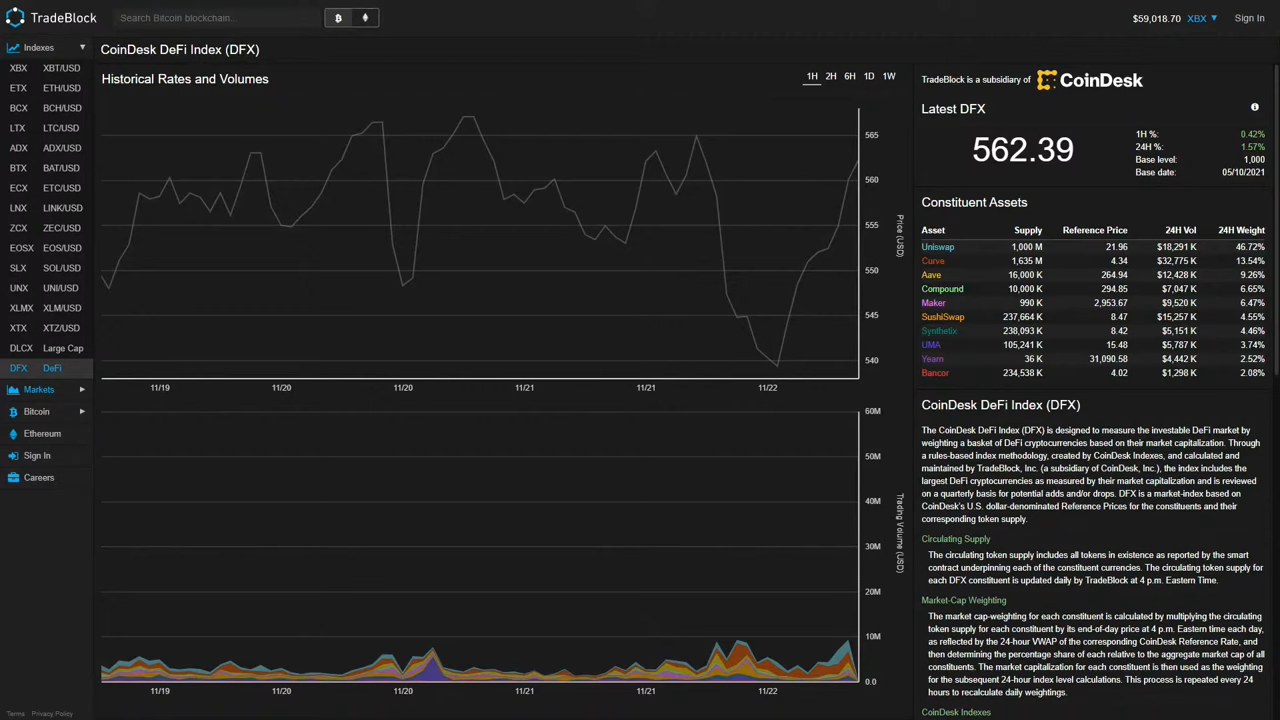 TradeBlock
Search Bitcoin blockchain...
$59,018.70 XBX ▼ Sign In
Indexes ▼
XBX XBT/USD
ETX ETH/USD
BCX BCH/USD
LTX LTC/USD
ADX ADX/USD
BTX BAT/USD
ECX ETC/USD
LNX LINK/USD
ZCX ZEC/USD
EOSX EOS/USD
SLX SOL/USD
UNX UNI/USD
XLMX XLM/USD
XTX XTZ/USD
DLCX Large Cap
DFX DeFi
Markets
Bitcoin
Ethereum
Sign In
Careers
Terms Privacy Policy
CoinDesk DeFi Index (DFX)
Historical Rates and Volumes
1H 2H 6H 1D 1W
565
560
555
550
545
540
Price (USD)
11/19 11/20 11/20 11/21 11/21 11/22
60M
50M
40M
30M
20M
10M
0.0
Trading Volume (USD)
11/19 11/20 11/20 11/21 11/21 11/22
TradeBlock is a subsidiary of CoinDesk
Latest DFX
562.39
1H %: 0.42%
24H %: 1.57%
Base level: 1,000
Base date: 05/10/2021
Constituent Assets
Asset Supply Reference Price 24H Vol 24H Weight
Uniswap 1,000 M 21.96 $18,291 K 46.72%
Curve 1,635 M 4.34 $32,775 K 13.54%
Aave 16,000 K 264.94 $12,428 K 9.26%
Compound 10,000 K 294.85 $7,047 K 6.65%
Maker 990 K 2,953.67 $9,520 K 6.47%
SushiSwap 237,664 K 8.47 $15,257 K 4.55%
Synthetix 238,093 K 8.42 $5,151 K 4.46%
UMA 105,241 K 15.48 $5,787 K 3.74%
Yearn 36 K 31,090.58 $4,442 K 2.52%
Bancor 234,538 K 4.02 $1,298 K 2.08%
CoinDesk DeFi Index (DFX)
The CoinDesk DeFi Index (DFX) is designed to measure the investable DeFi market by
weighting a basket of DeFi cryptocurrencies based on their market capitalization. Through
a rules-based index methodology, created by CoinDesk Indexes, and calculated and
maintained by TradeBlock, Inc. (a subsidiary of CoinDesk, Inc.), the index includes the
largest DeFi cryptocurrencies as measured by their market capitalization and is reviewed
on a quarterly basis for potential adds and/or drops. DFX is a market-index based on
CoinDesk's U.S. dollar-denominated Reference Prices for the constituents and their
corresponding token supply.
Circulating Supply
The circulating token supply includes all tokens in existence as reported by the smart
contract underpinning each of the constituent currencies. The circulating token supply for
each DFX constituent is updated daily by TradeBlock at 4 p.m. Eastern Time.
Market-Cap Weighting
The market cap-weighting for each constituent is calculated by multiplying the circulating
token supply for each constituent by its end-of-day price at 4 p.m. Eastern time each day,
as reflected by the 24-hour VWAP of the corresponding CoinDesk Reference Rate, and
then determining the percentage share of each relative to the aggregate market cap of all
constituents. The market capitalization for each constituent is then used as the weighting
for the subsequent 24-hour index level calculations. This process is repeated every 24
hours to recalculate daily weightings.
CoinDesk Indexes